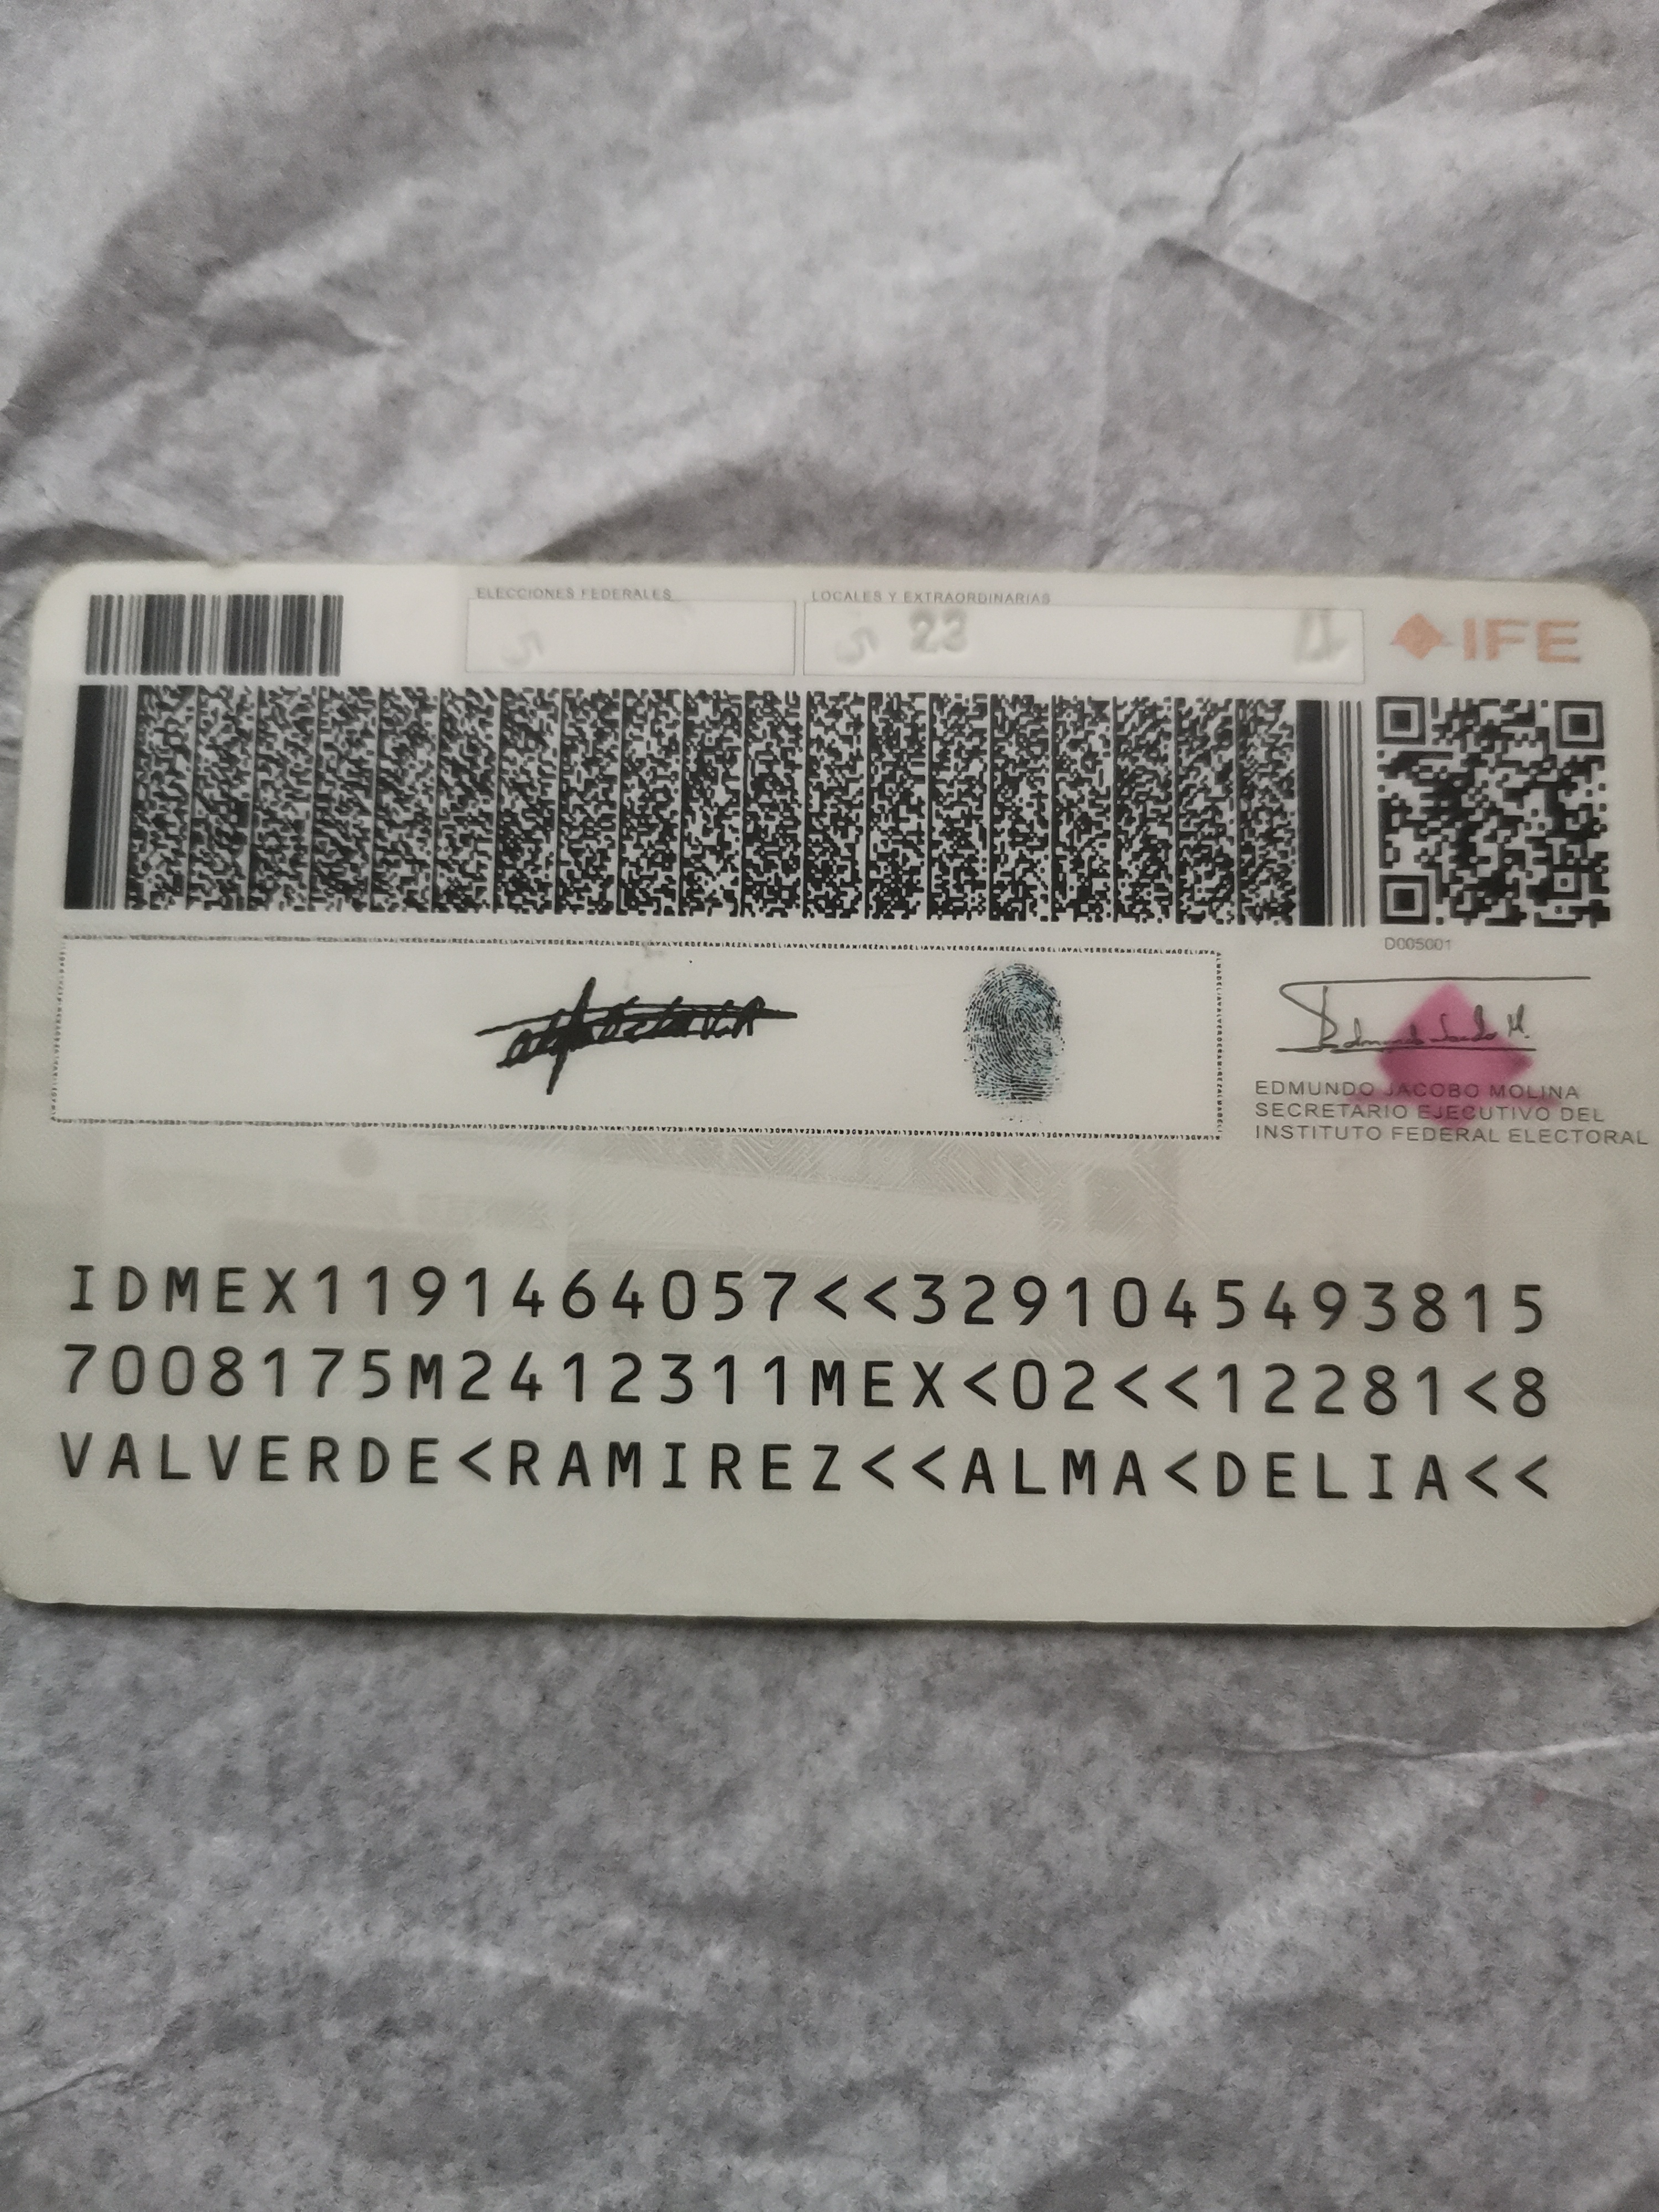 ELECCIONES FEDERALES
LOCALES Y EXTRAORDINARIAS
23
IFE
D005001
EDMUNDO JACOBO MOLINA
SECRETARIO EJECUTIVO DEL
INSTITUTO FEDERAL ELECTORAL
IDMEX1191464057<<3291045493815
7008175M2412311MEX<02<<12281<8
VALVERDE<RAMIREZ<<ALMA<DELIA<<